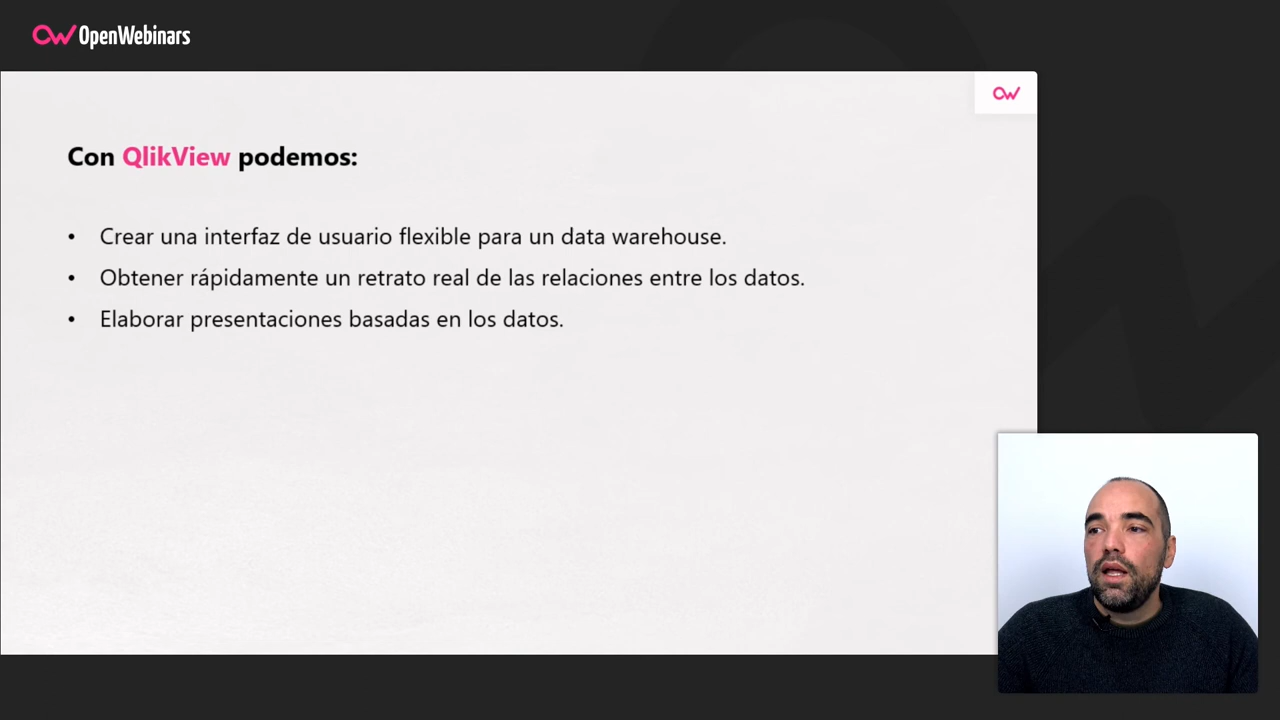 OpenWebinars
Con QlikView podemos:
• Crear una interfaz de usuario flexible para un data warehouse.
• Obtener rápidamente un retrato real de las relaciones entre los datos.
• Elaborar presentaciones basadas en los datos.